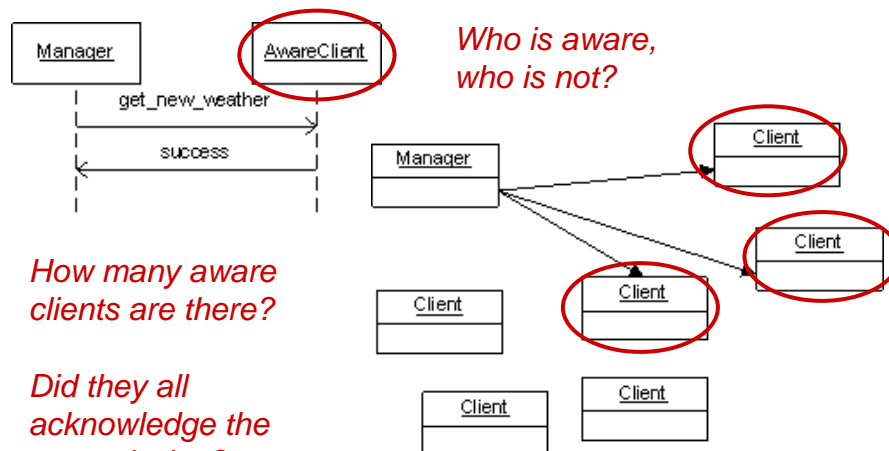 Manager
AwareClient
get_new_weather
success
Who is aware,
who is not?
Manager
Client
Client
Client
How many aware
clients are there?
Client
Did they all
acknowledge the
Client
Client